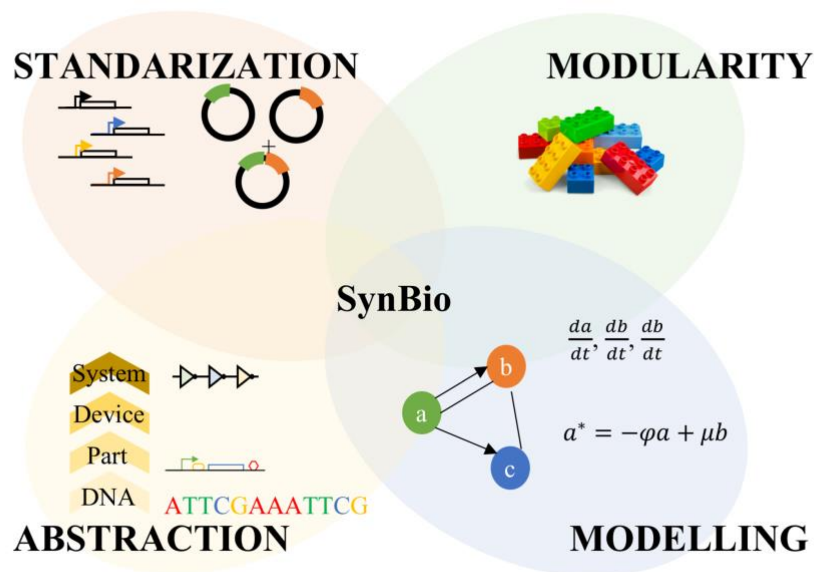 STANDARIZATION
MODULARITY
+
SynBio
System
Device
Part
DNA
ATTCGAAATTCG
ABSTRACTION
a
b
c
da/dt, db/dt, db/dt
a* = −φa + μb
MODELLING